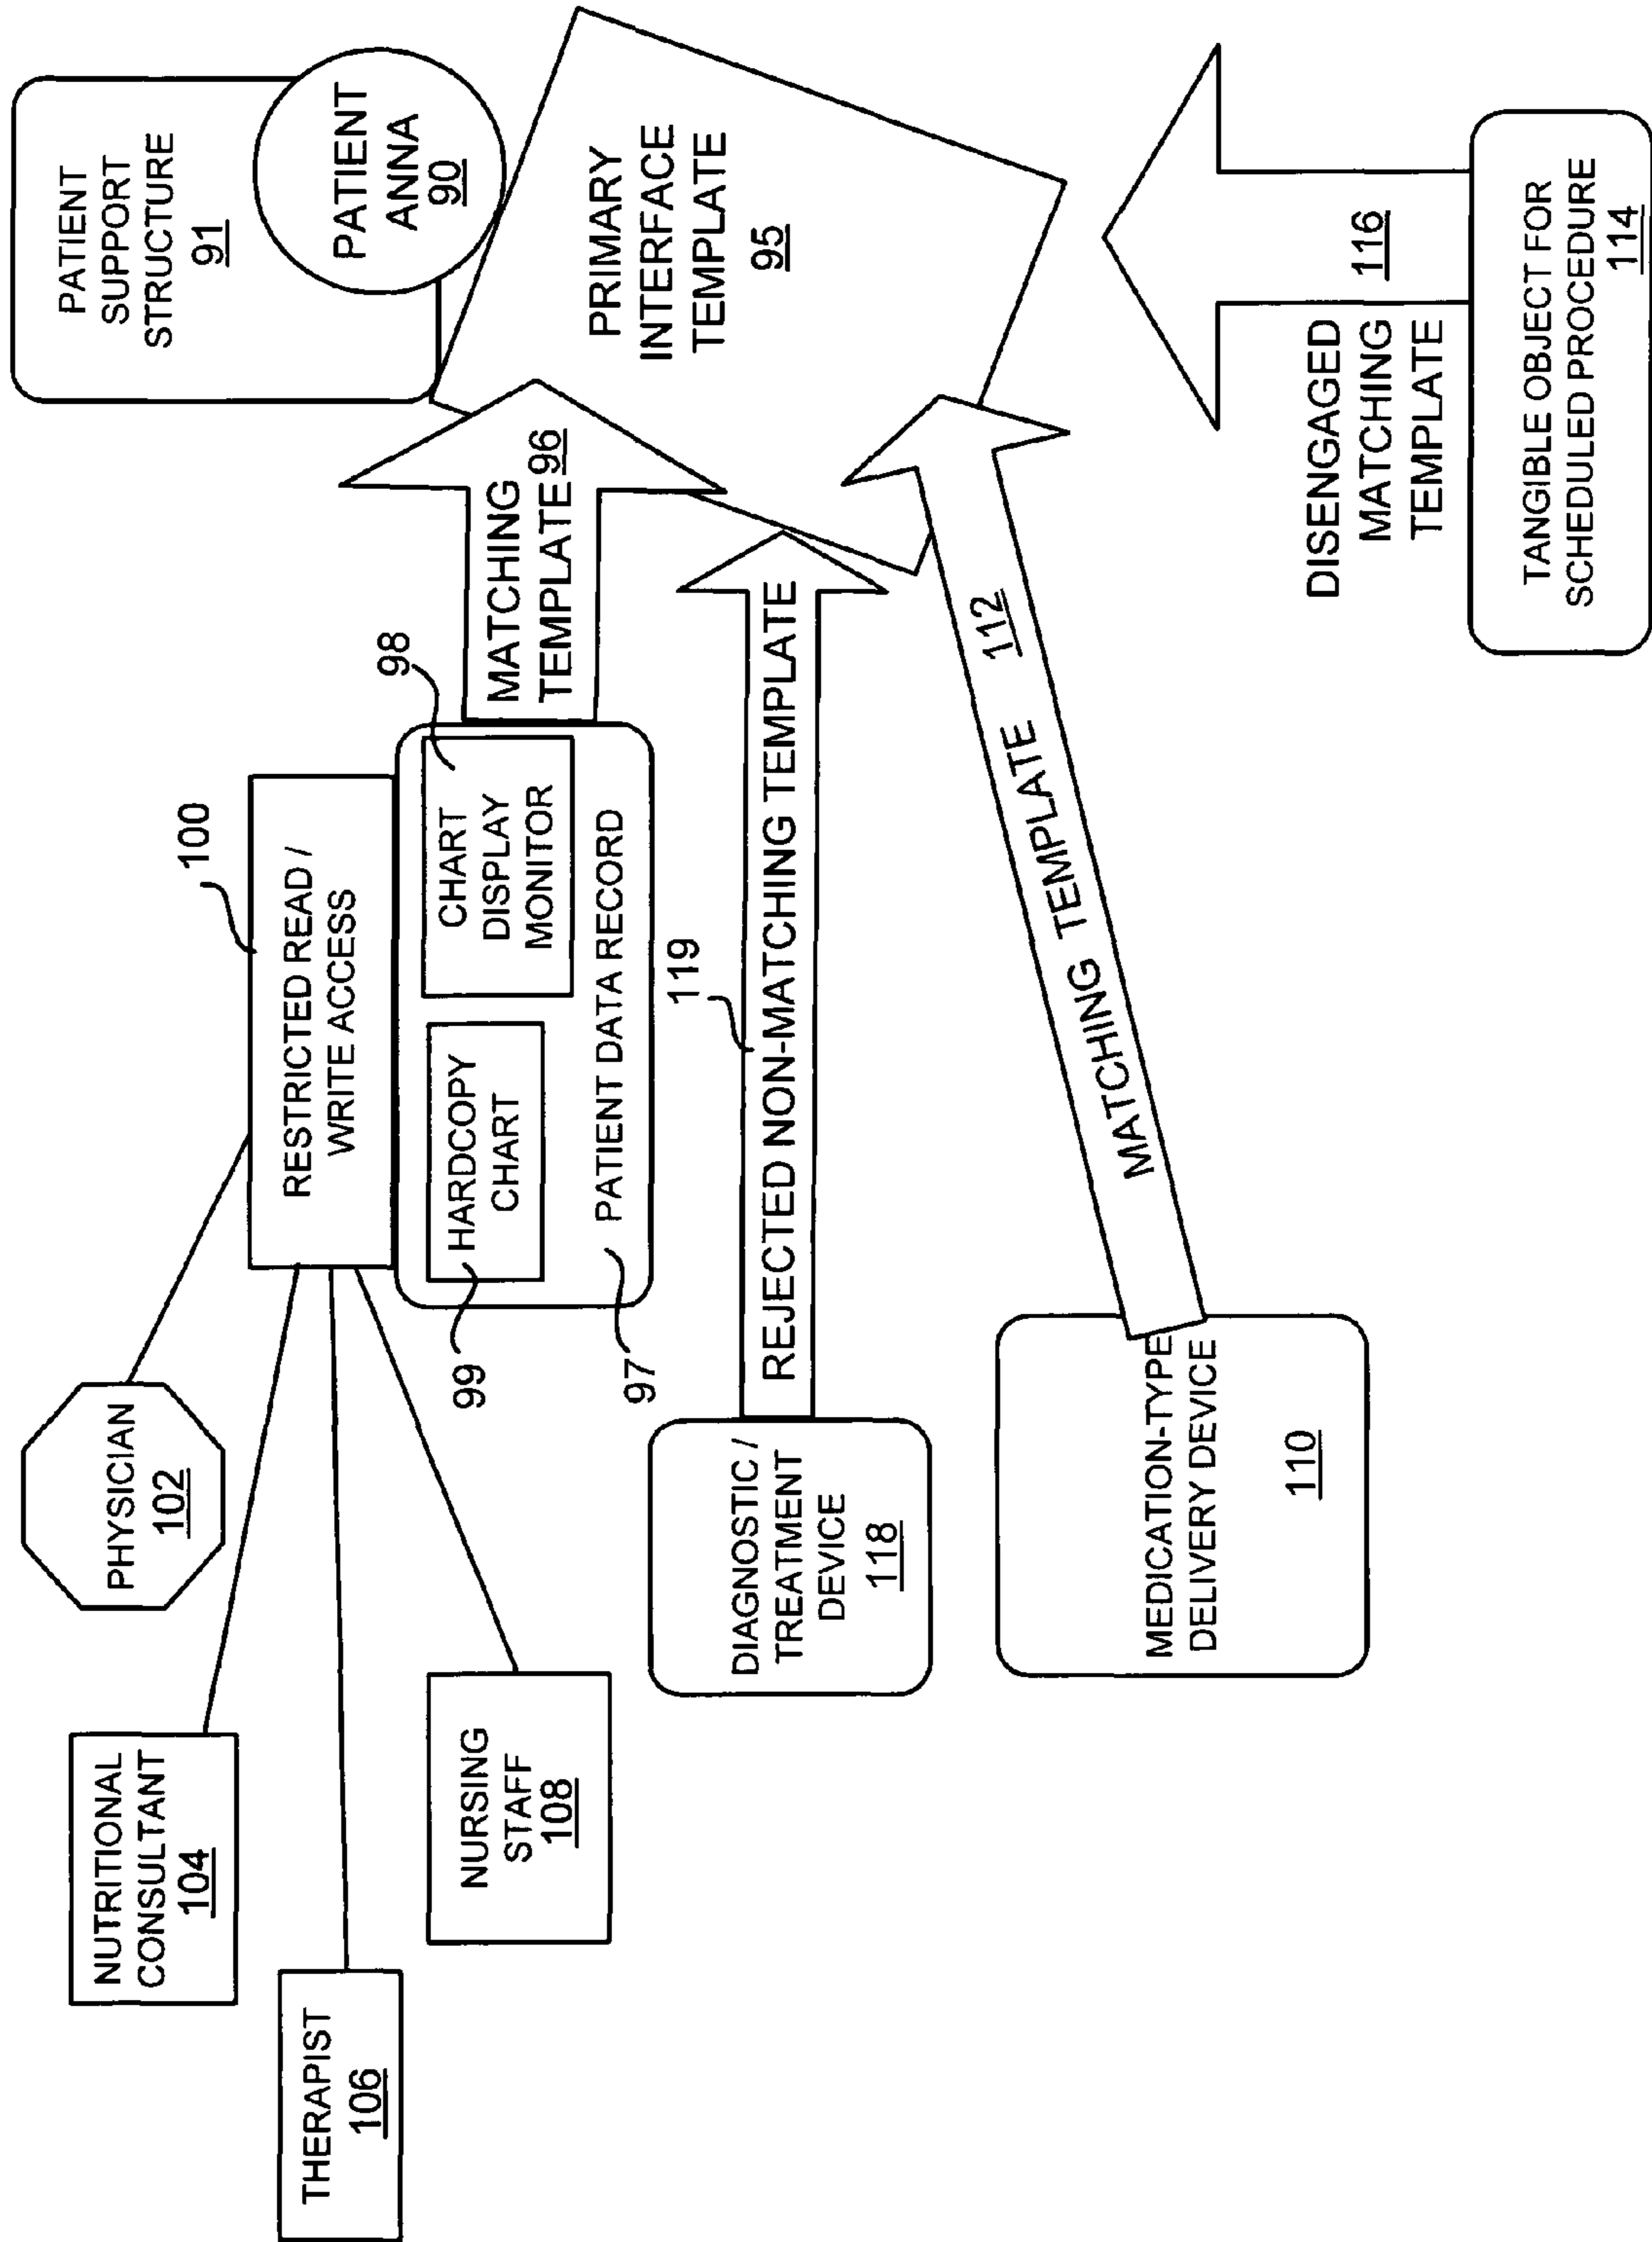 PATIENT
SUPPORT
STRUCTURE
91
PATIENT
ANNA
90
PRIMARY
INTERFACE
TEMPLATE
95
MATCHING
TEMPLATE 96
98
100
RESTRICTED READ /
WRITE ACCESS
CHART
DISPLAY
MONITOR
HARDCOPY
CHART
PATIENT DATA RECORD
99
97
PHYSICIAN
102
NUTRITIONAL
CONSULTANT
104
THERAPIST
106
NURSING
STAFF
108
119
REJECTED NON-MATCHING TEMPLATE
DIAGNOSTIC /
TREATMENT
DEVICE
118
MATCHING TEMPLATE 112
MEDICATION-TYPE
DELIVERY DEVICE
110
116
DISENGAGED
MATCHING
TEMPLATE
TANGIBLE OBJECT FOR
SCHEDULED PROCEDURE
114